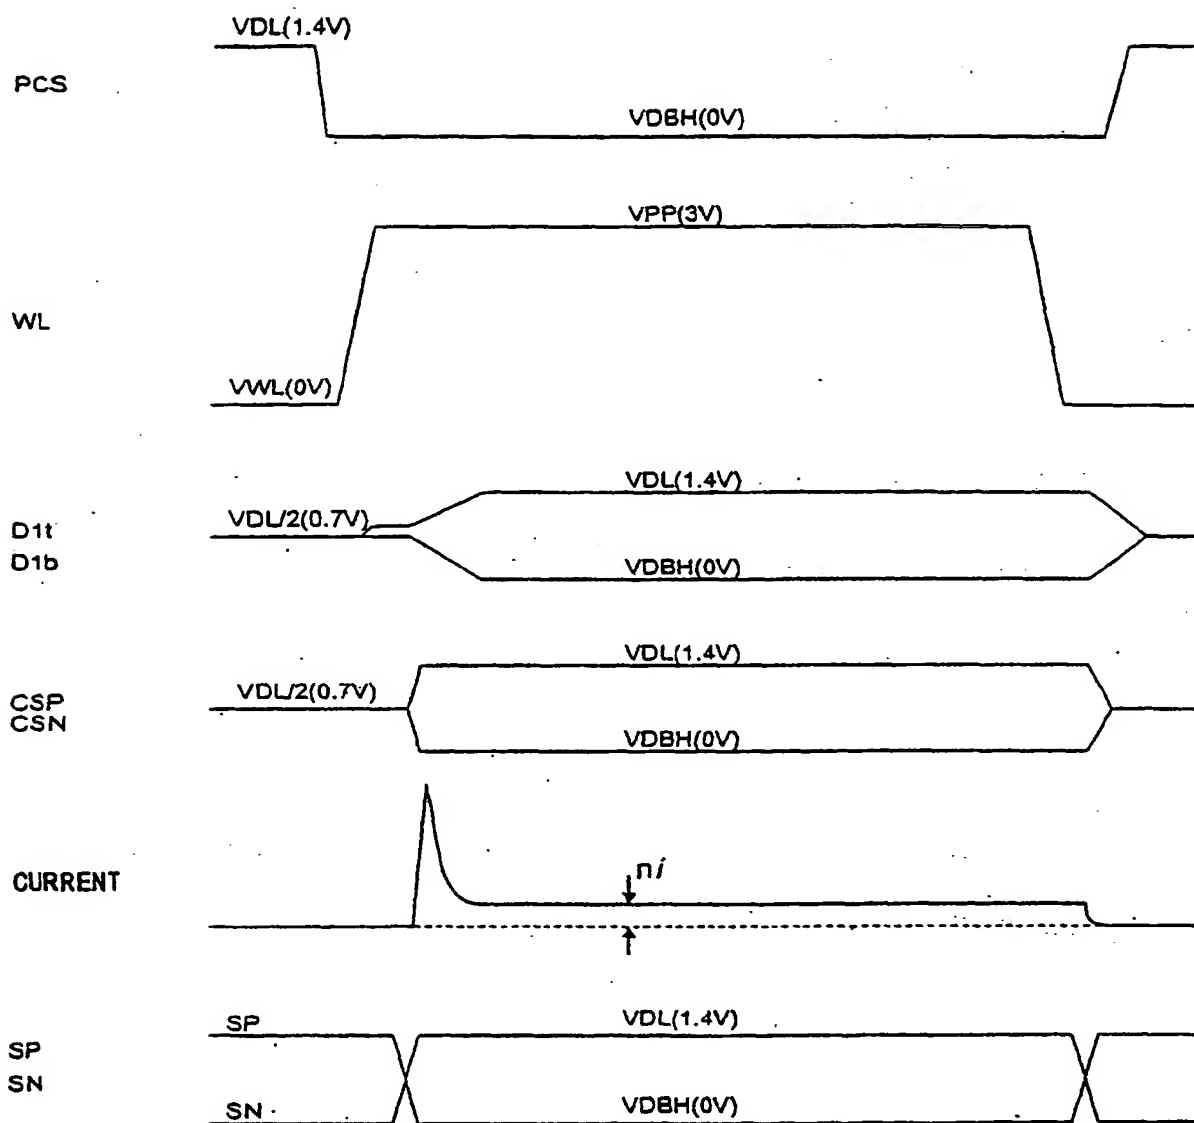 VDL(1.4V)
PCS
VDBH(0V)
VPP(3V)
WL
VWL(0V)
VDL(1.4V)
VDL/2(0.7V)
D1t
D1b
VDBH(0V)
VDL(1.4V)
VDL/2(0.7V)
CSP
CSN
VDBH(0V)
ni
CURRENT
SP
VDL(1.4V)
SP
SN
SN
VDBH(0V)